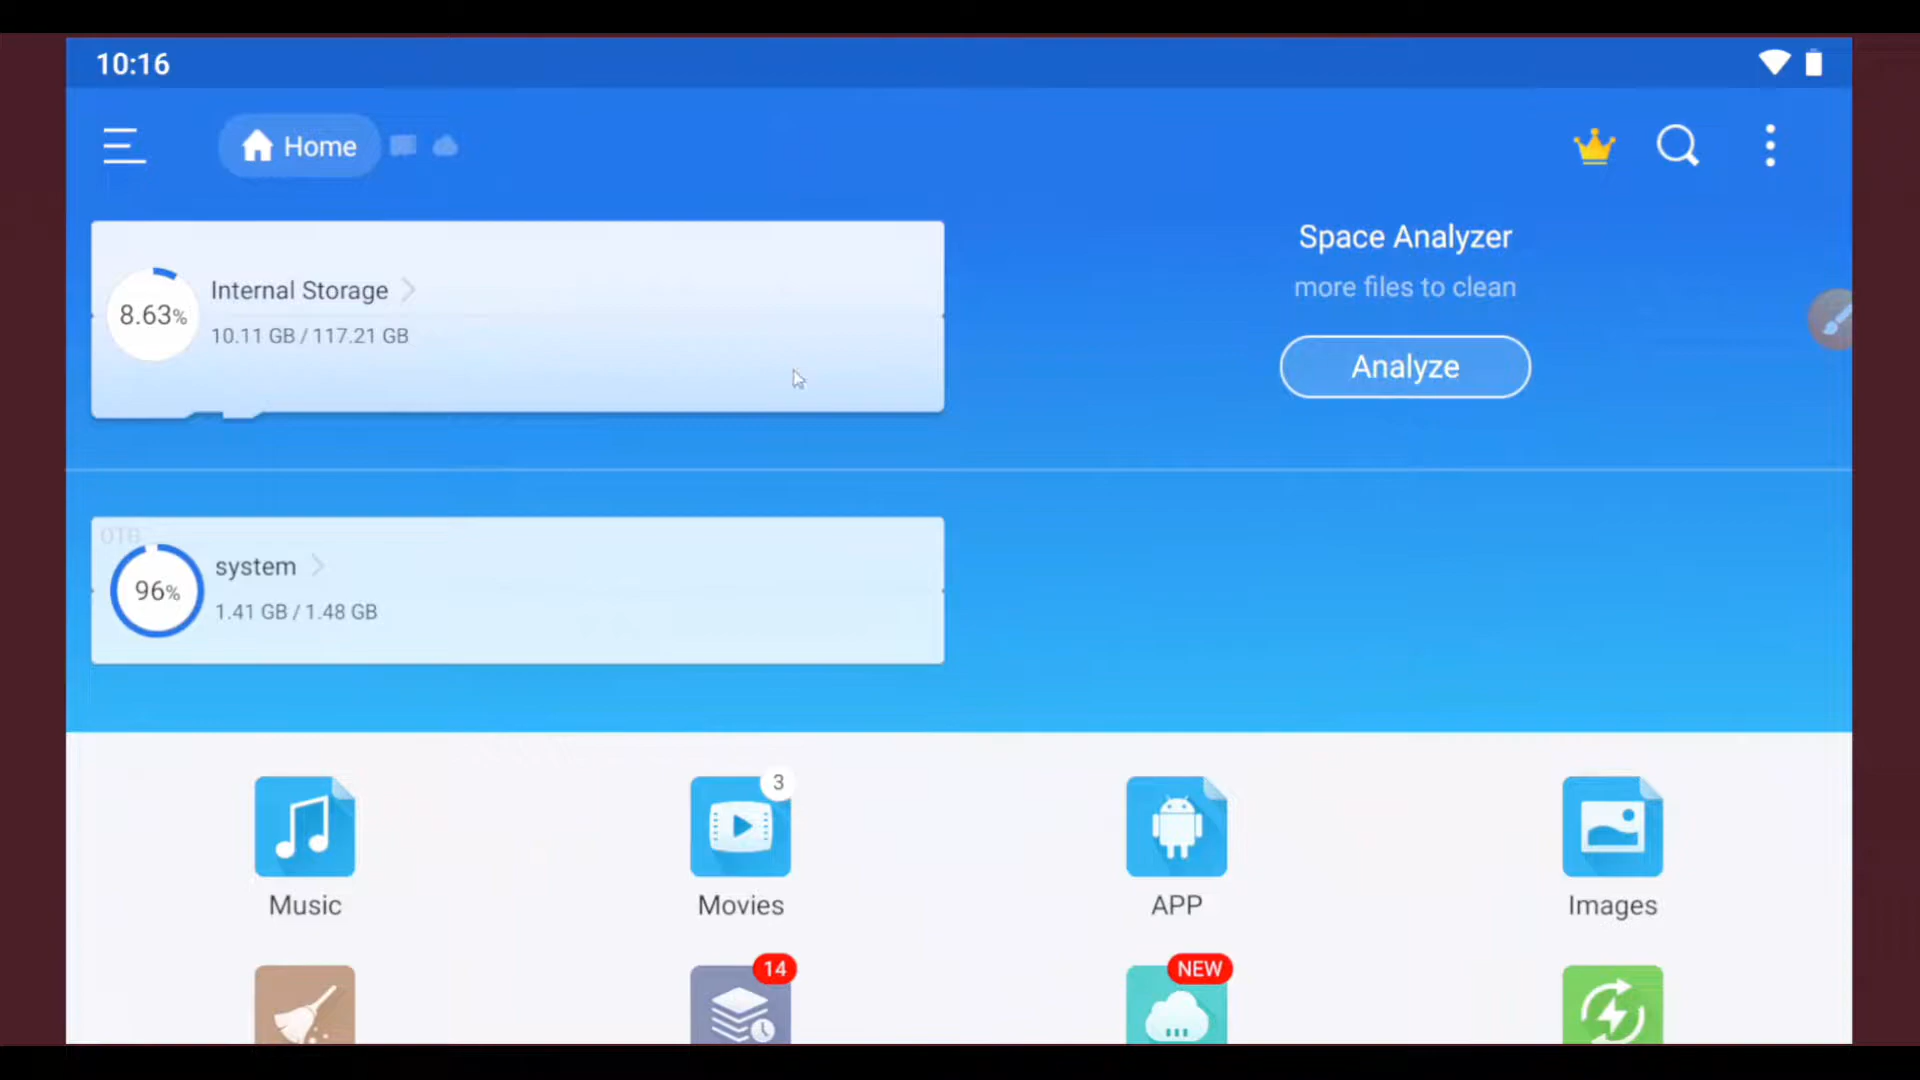 10:16
Home
Internal Storage
8.63%
10.11 GB / 117.21 GB
Space Analyzer
more files to clean
Analyze
OTB
system
96%
1.41 GB / 1.48 GB
3
Music
Movies
APP
Images
14
NEW